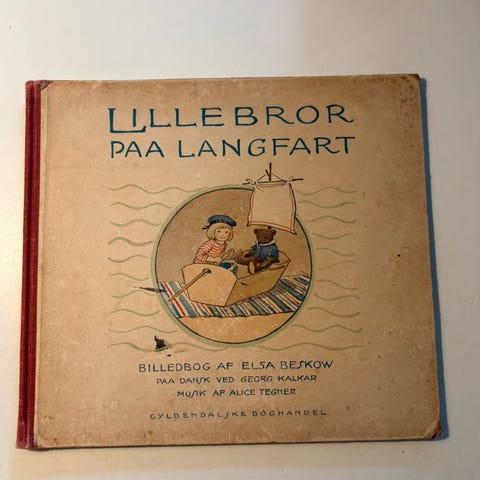 LILLEBROR
PAA LANGFART
BILLEDBOG AF ELSA BESKOW
PAA DANSK VED GEORG KALKAR
MUSIK AF ALICE TEGNER
GYLDENDALSKE BOGHANDEL